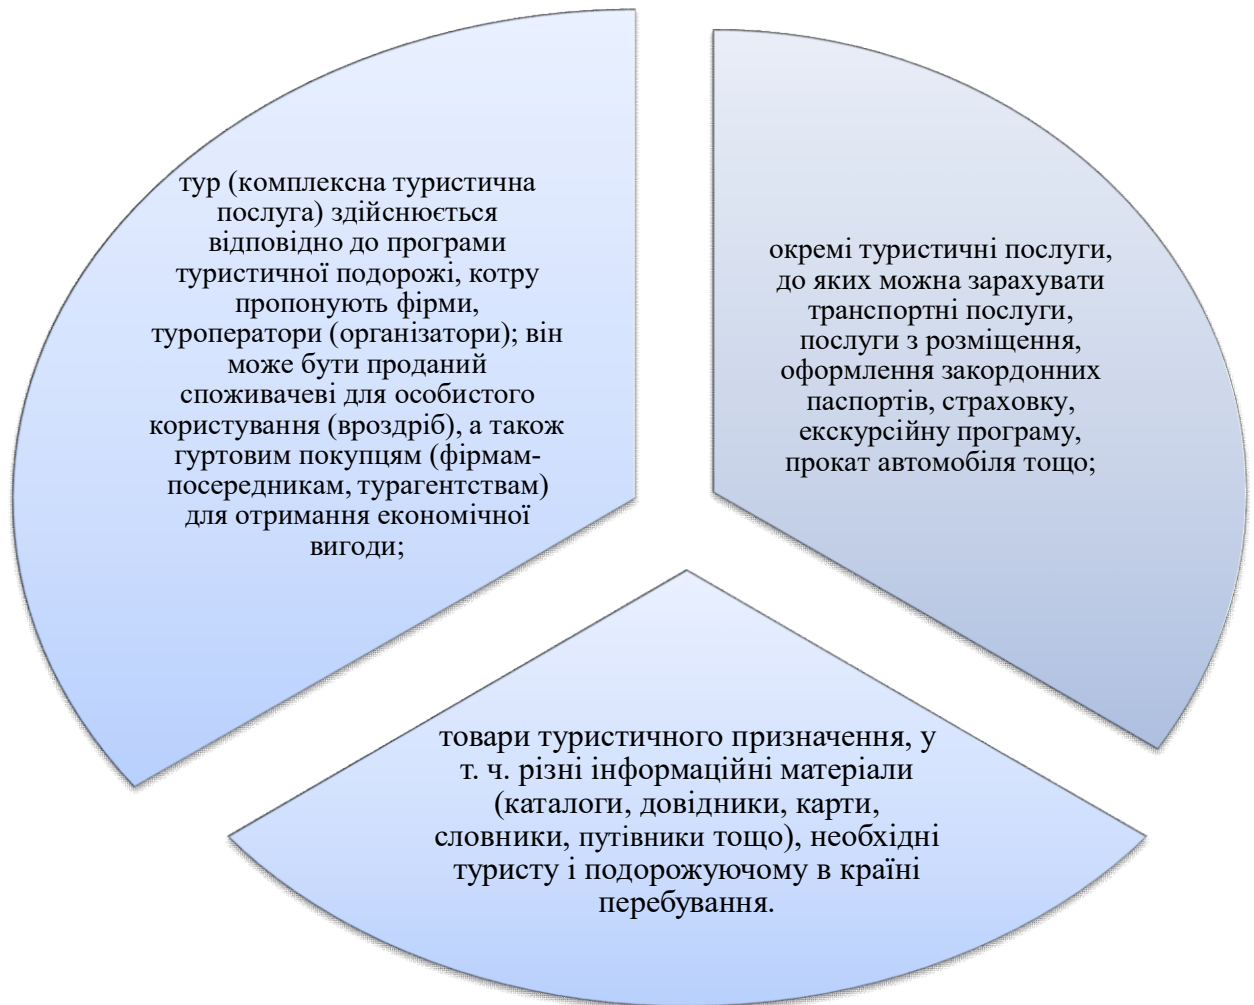 тур (комплексна туристична
послуга) здійснюється
відповідно до програми
туристичної подорожі, котру
пропонують фірми,
туроператори (організатори); він
може бути проданий
споживачеві для особистого
користування (вроздріб), а також
гуртовим покупцям (фірмам-
посередникам, турагентствам)
для отримання економічної
вигоди;
окремі туристичні послуги,
до яких можна зарахувати
транспортні послуги,
послуги з розміщення,
оформлення закордонних
паспортів, страховку,
екскурсійну програму,
прокат автомобіля тощо;
товари туристичного призначення, у
т. ч. різні інформаційні матеріали
(каталоги, довідники, карти,
словники, путівники тощо), необхідні
туристу і подорожуючому в країні
перебування.